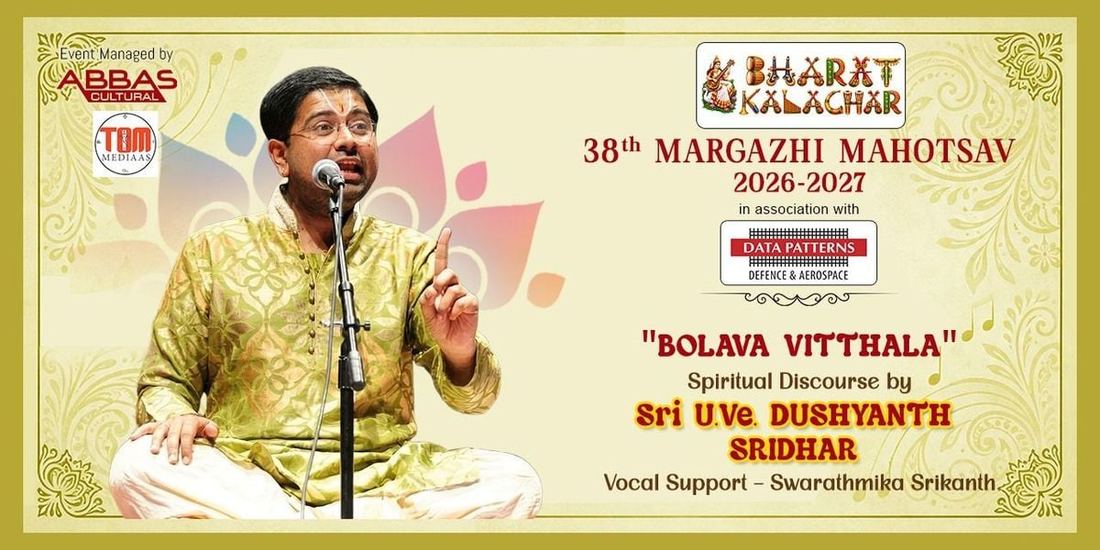 Event Managed by
ABBAS
CULTURAL
TDM
MEDIAAS
BHARAT
KALACHAR
38th MARGAZHI MAHOTSAV
2026-2027
in association with
DATA PATTERNS
DEFENCE & AEROSPACE
"BOLAVA VITTHALA"
Spiritual Discourse by
Sri U.Ve. DUSHYANTH
SRIDHAR
Vocal Support – Swarathmika Srikanth